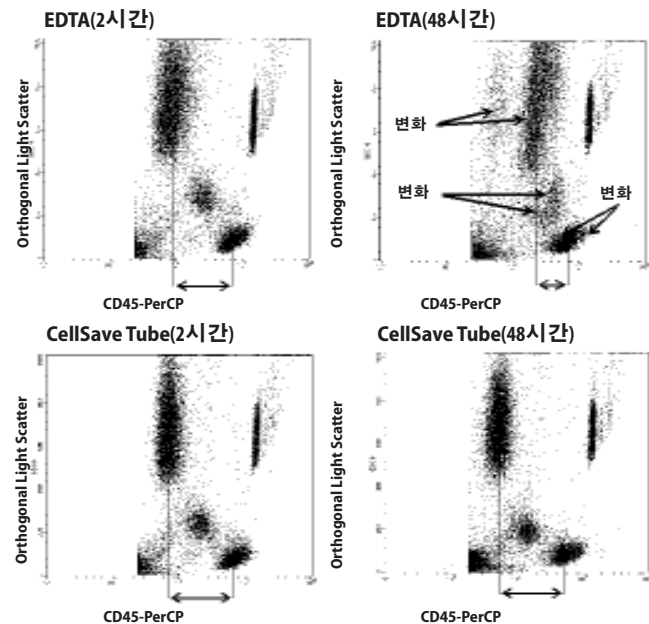 EDTA(2시간)
EDTA(48시간)
Orthogonal Light Scatter
Orthogonal Light Scatter
변화
변화
변화
CD45-PerCP
CD45-PerCP
CellSave Tube(2시간)
CellSave Tube(48시간)
Orthogonal Light Scatter
Orthogonal Light Scatter
CD45-PerCP
CD45-PerCP